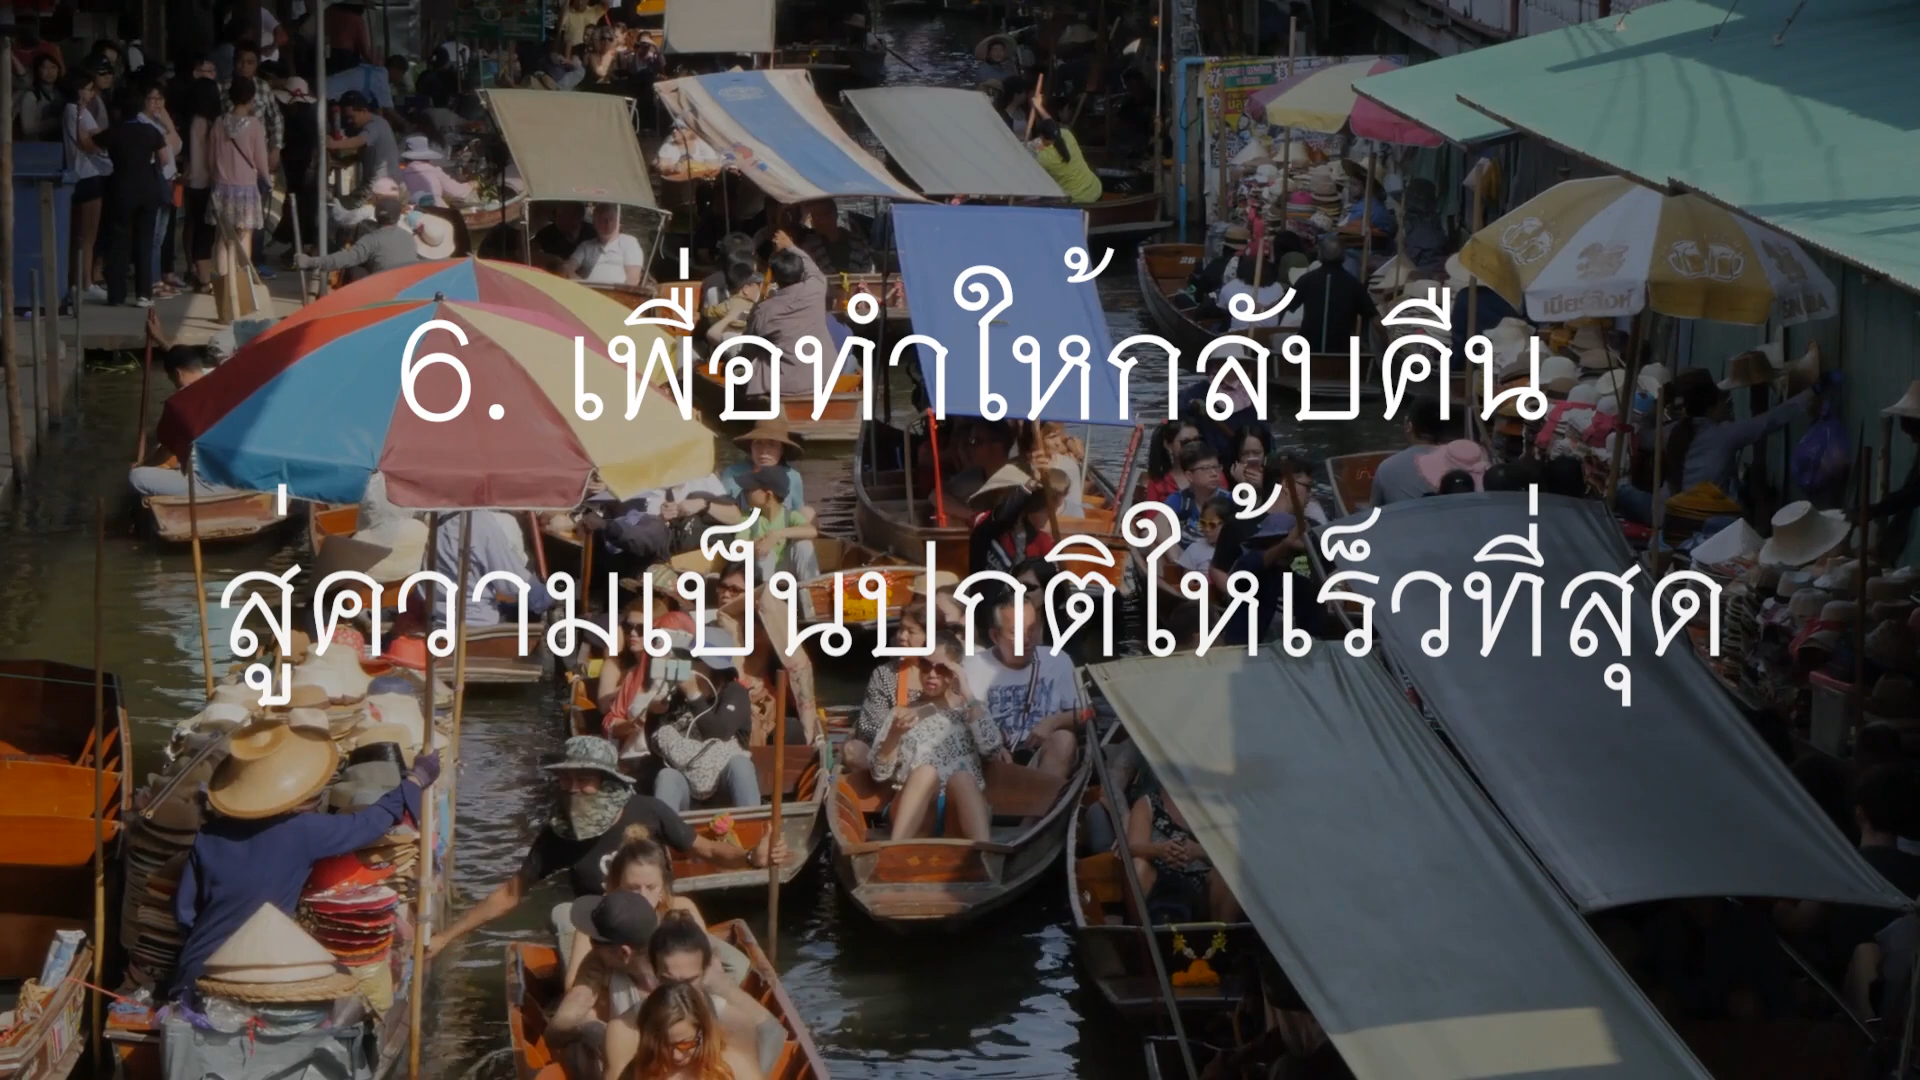 6. เพื่อทำให้กลับคืน
สู่ความเป็นปกติให้เร็วที่สุด